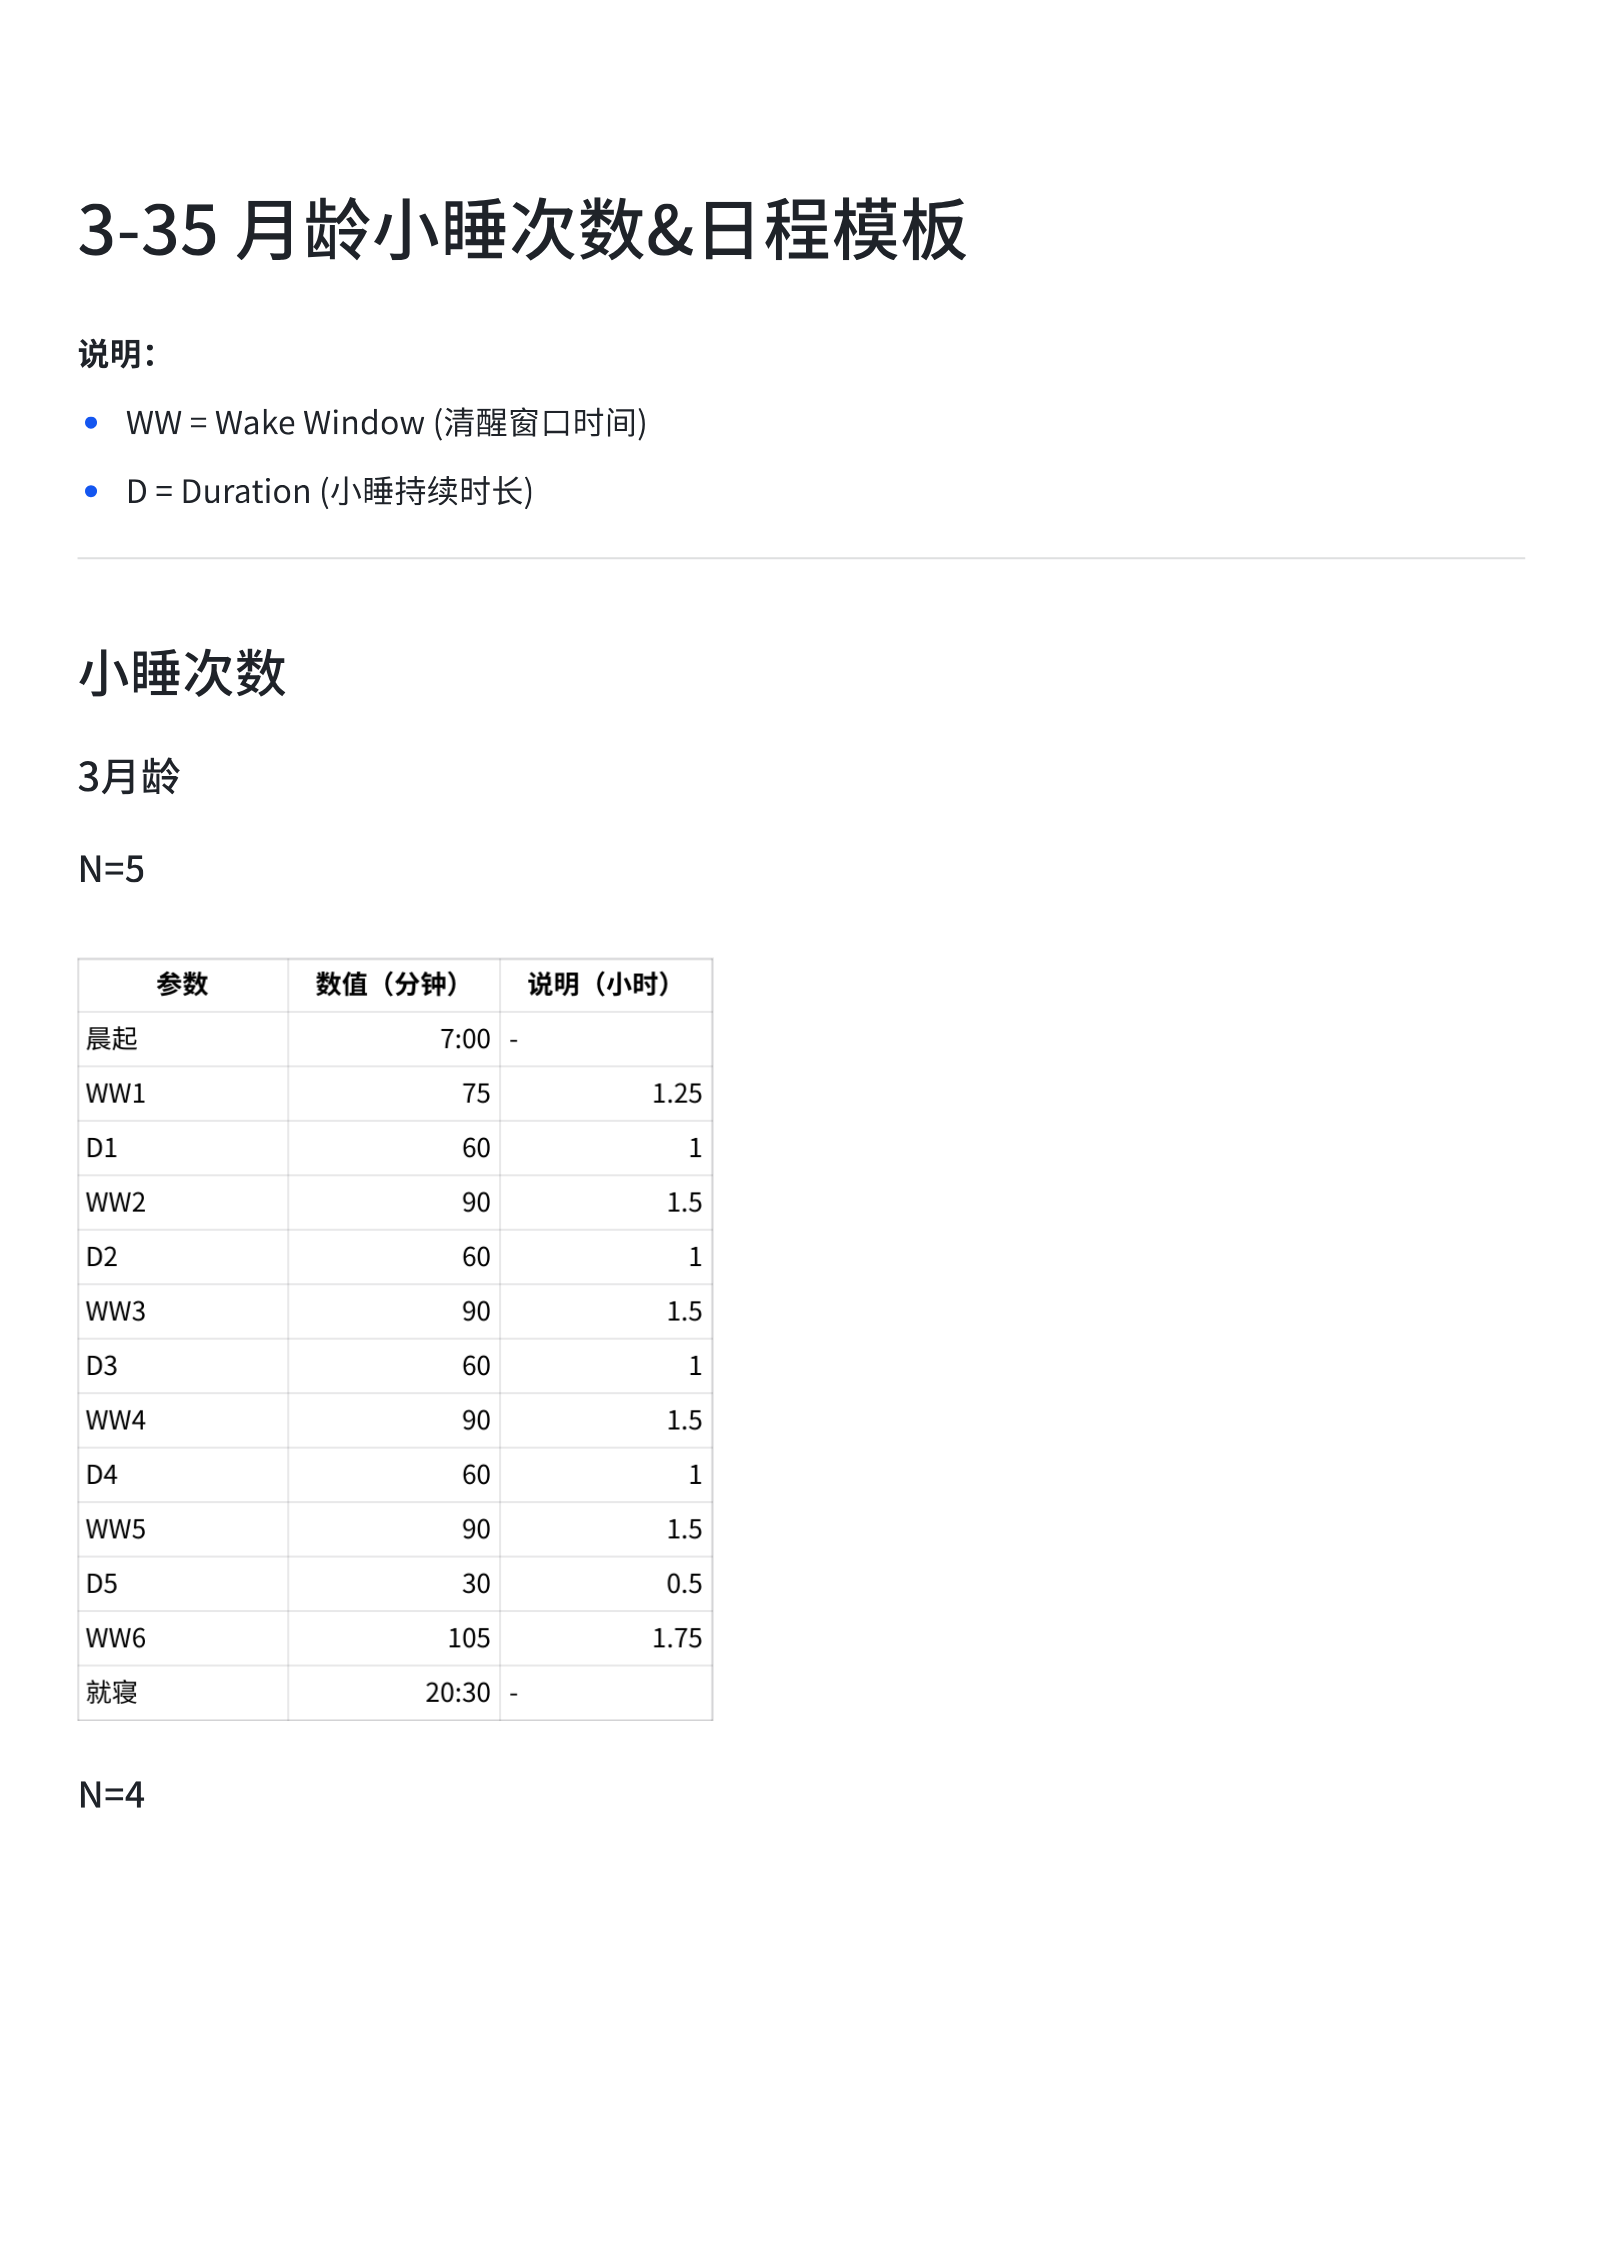 3-35 月龄小睡次数&日程模板
说明：
• WW = Wake Window (清醒窗口时间)
• D = Duration (小睡持续时长)
小睡次数
3月龄
N=5
参数 数值（分钟） 说明（小时）
晨起 7:00 -
WW1 75 1.25
D1 60 1
WW2 90 1.5
D2 60 1
WW3 90 1.5
D3 60 1
WW4 90 1.5
D4 60 1
WW5 90 1.5
D5 30 0.5
WW6 105 1.75
就寝 20:30 -
N=4